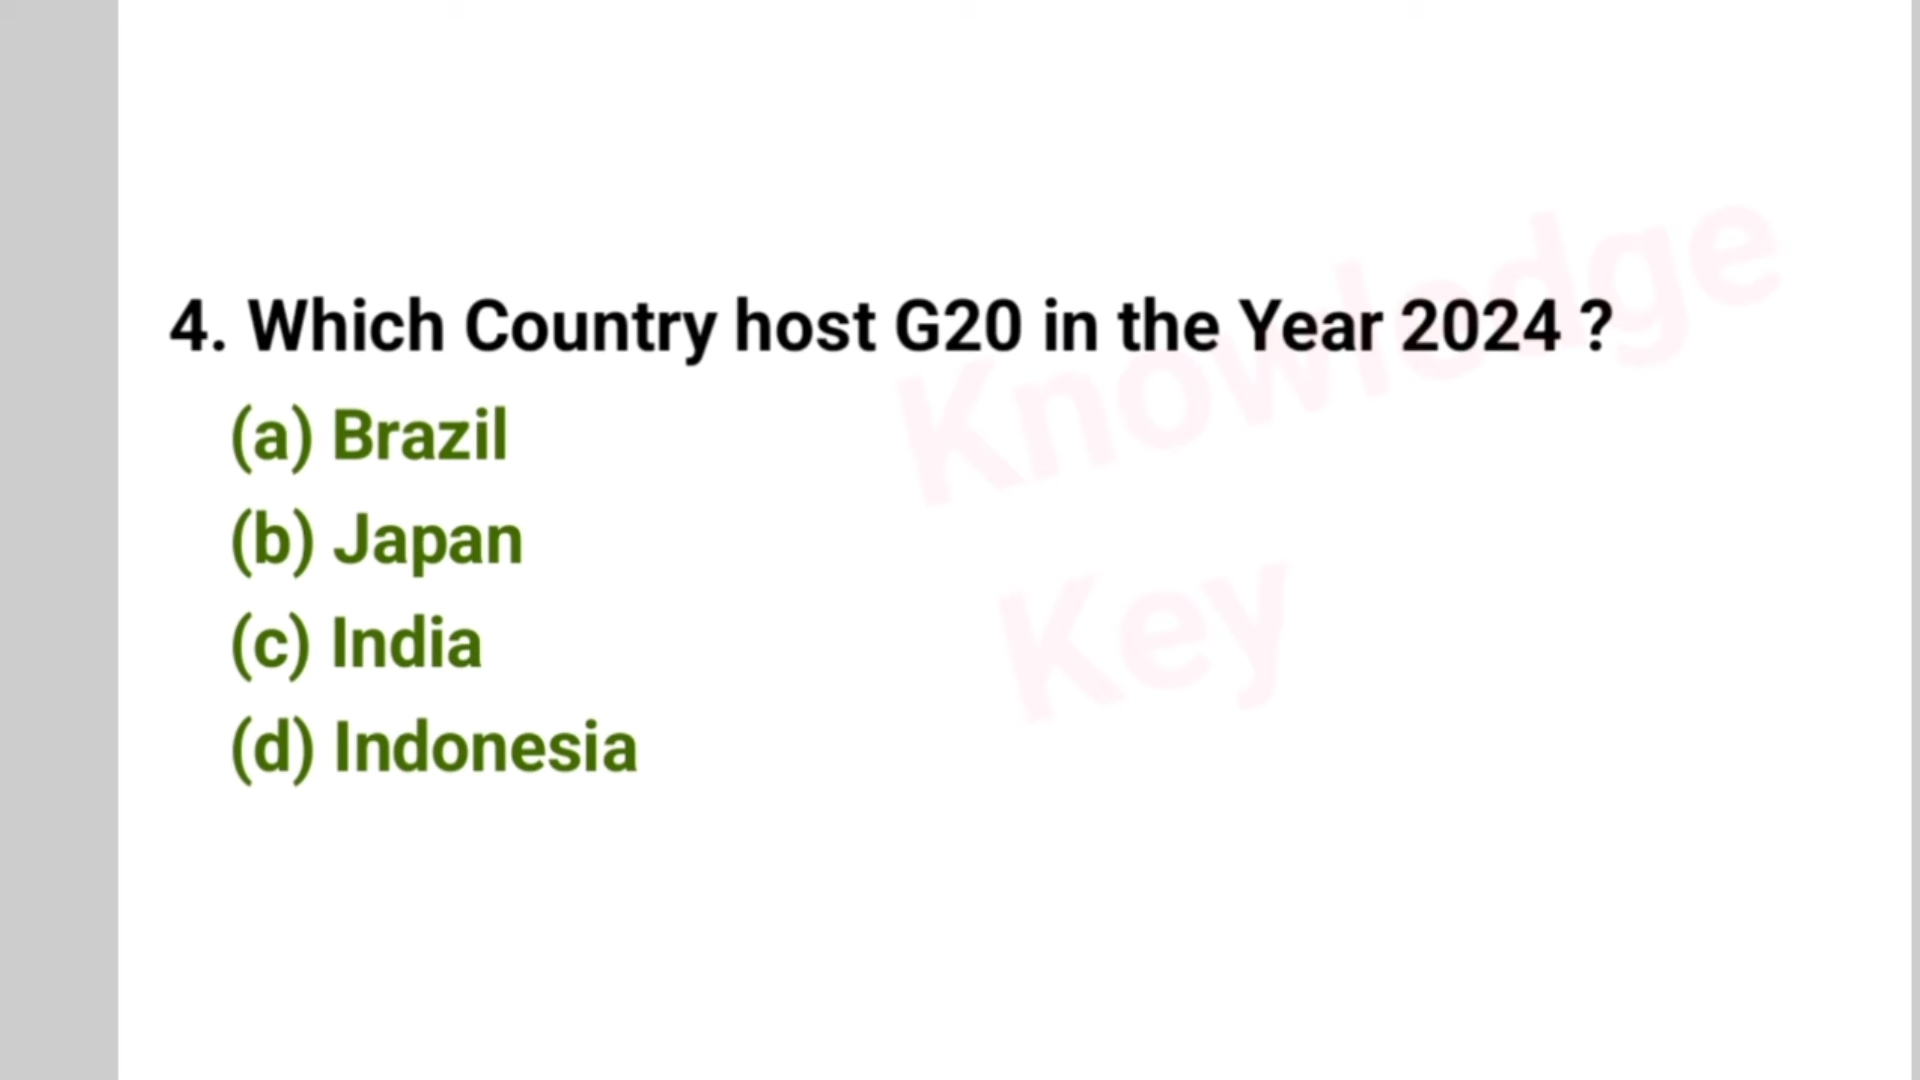 4. Which Country host G20 in the Year 2024 ?
(a) Brazil
(b) Japan
(c) India
(d) Indonesia
Knowledge
Key